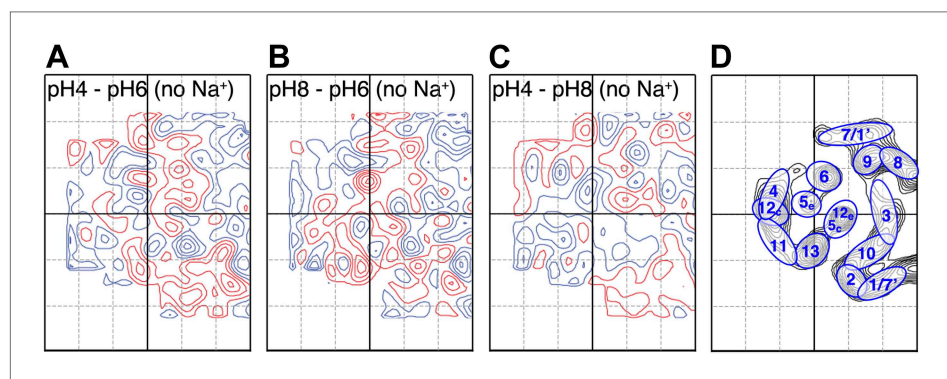 A
B
C
D
pH4 - pH6 (no Na⁺)
pH8 - pH6 (no Na⁺)
pH4 - pH8 (no Na⁺)
7/1'
9
8
6
4
5e
12c
12e
5c
3
11
13
10
2
1/7'